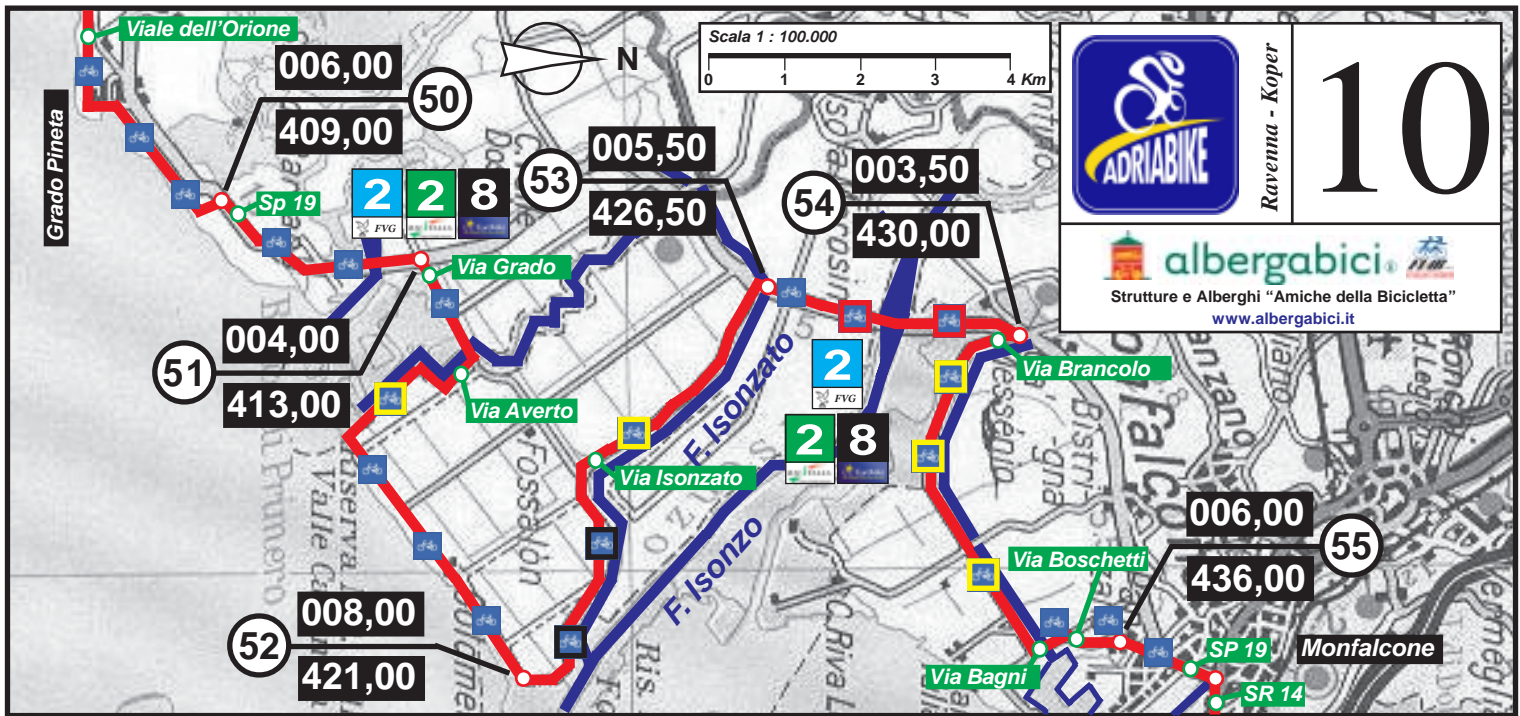 Viale dell'Orione
Grado Pineta
006,00
50
409,00
Sp 19
N
Scala 1 : 100.000
0 1 2 3 4 Km
ADRIABIKE
Ravenna - Koper
10
albergabici
Strutture e Alberghi “Amiche della Bicicletta”
www.albergabici.it
2 2 8
FVG
53
005,50
426,50
54
003,50
430,00
Via Grado
004,00
51
413,00
Via Averto
Via Isonzato
F. Isonzato
2
FVG
2 8
Via Brancolo
Fossalon
F. Isonzo
falco
Ris.
C.Riva L.
008,00
52
421,00
006,00
55
436,00
Via Boschetti
Via Bagni
SP 19
Monfalcone
SR 14